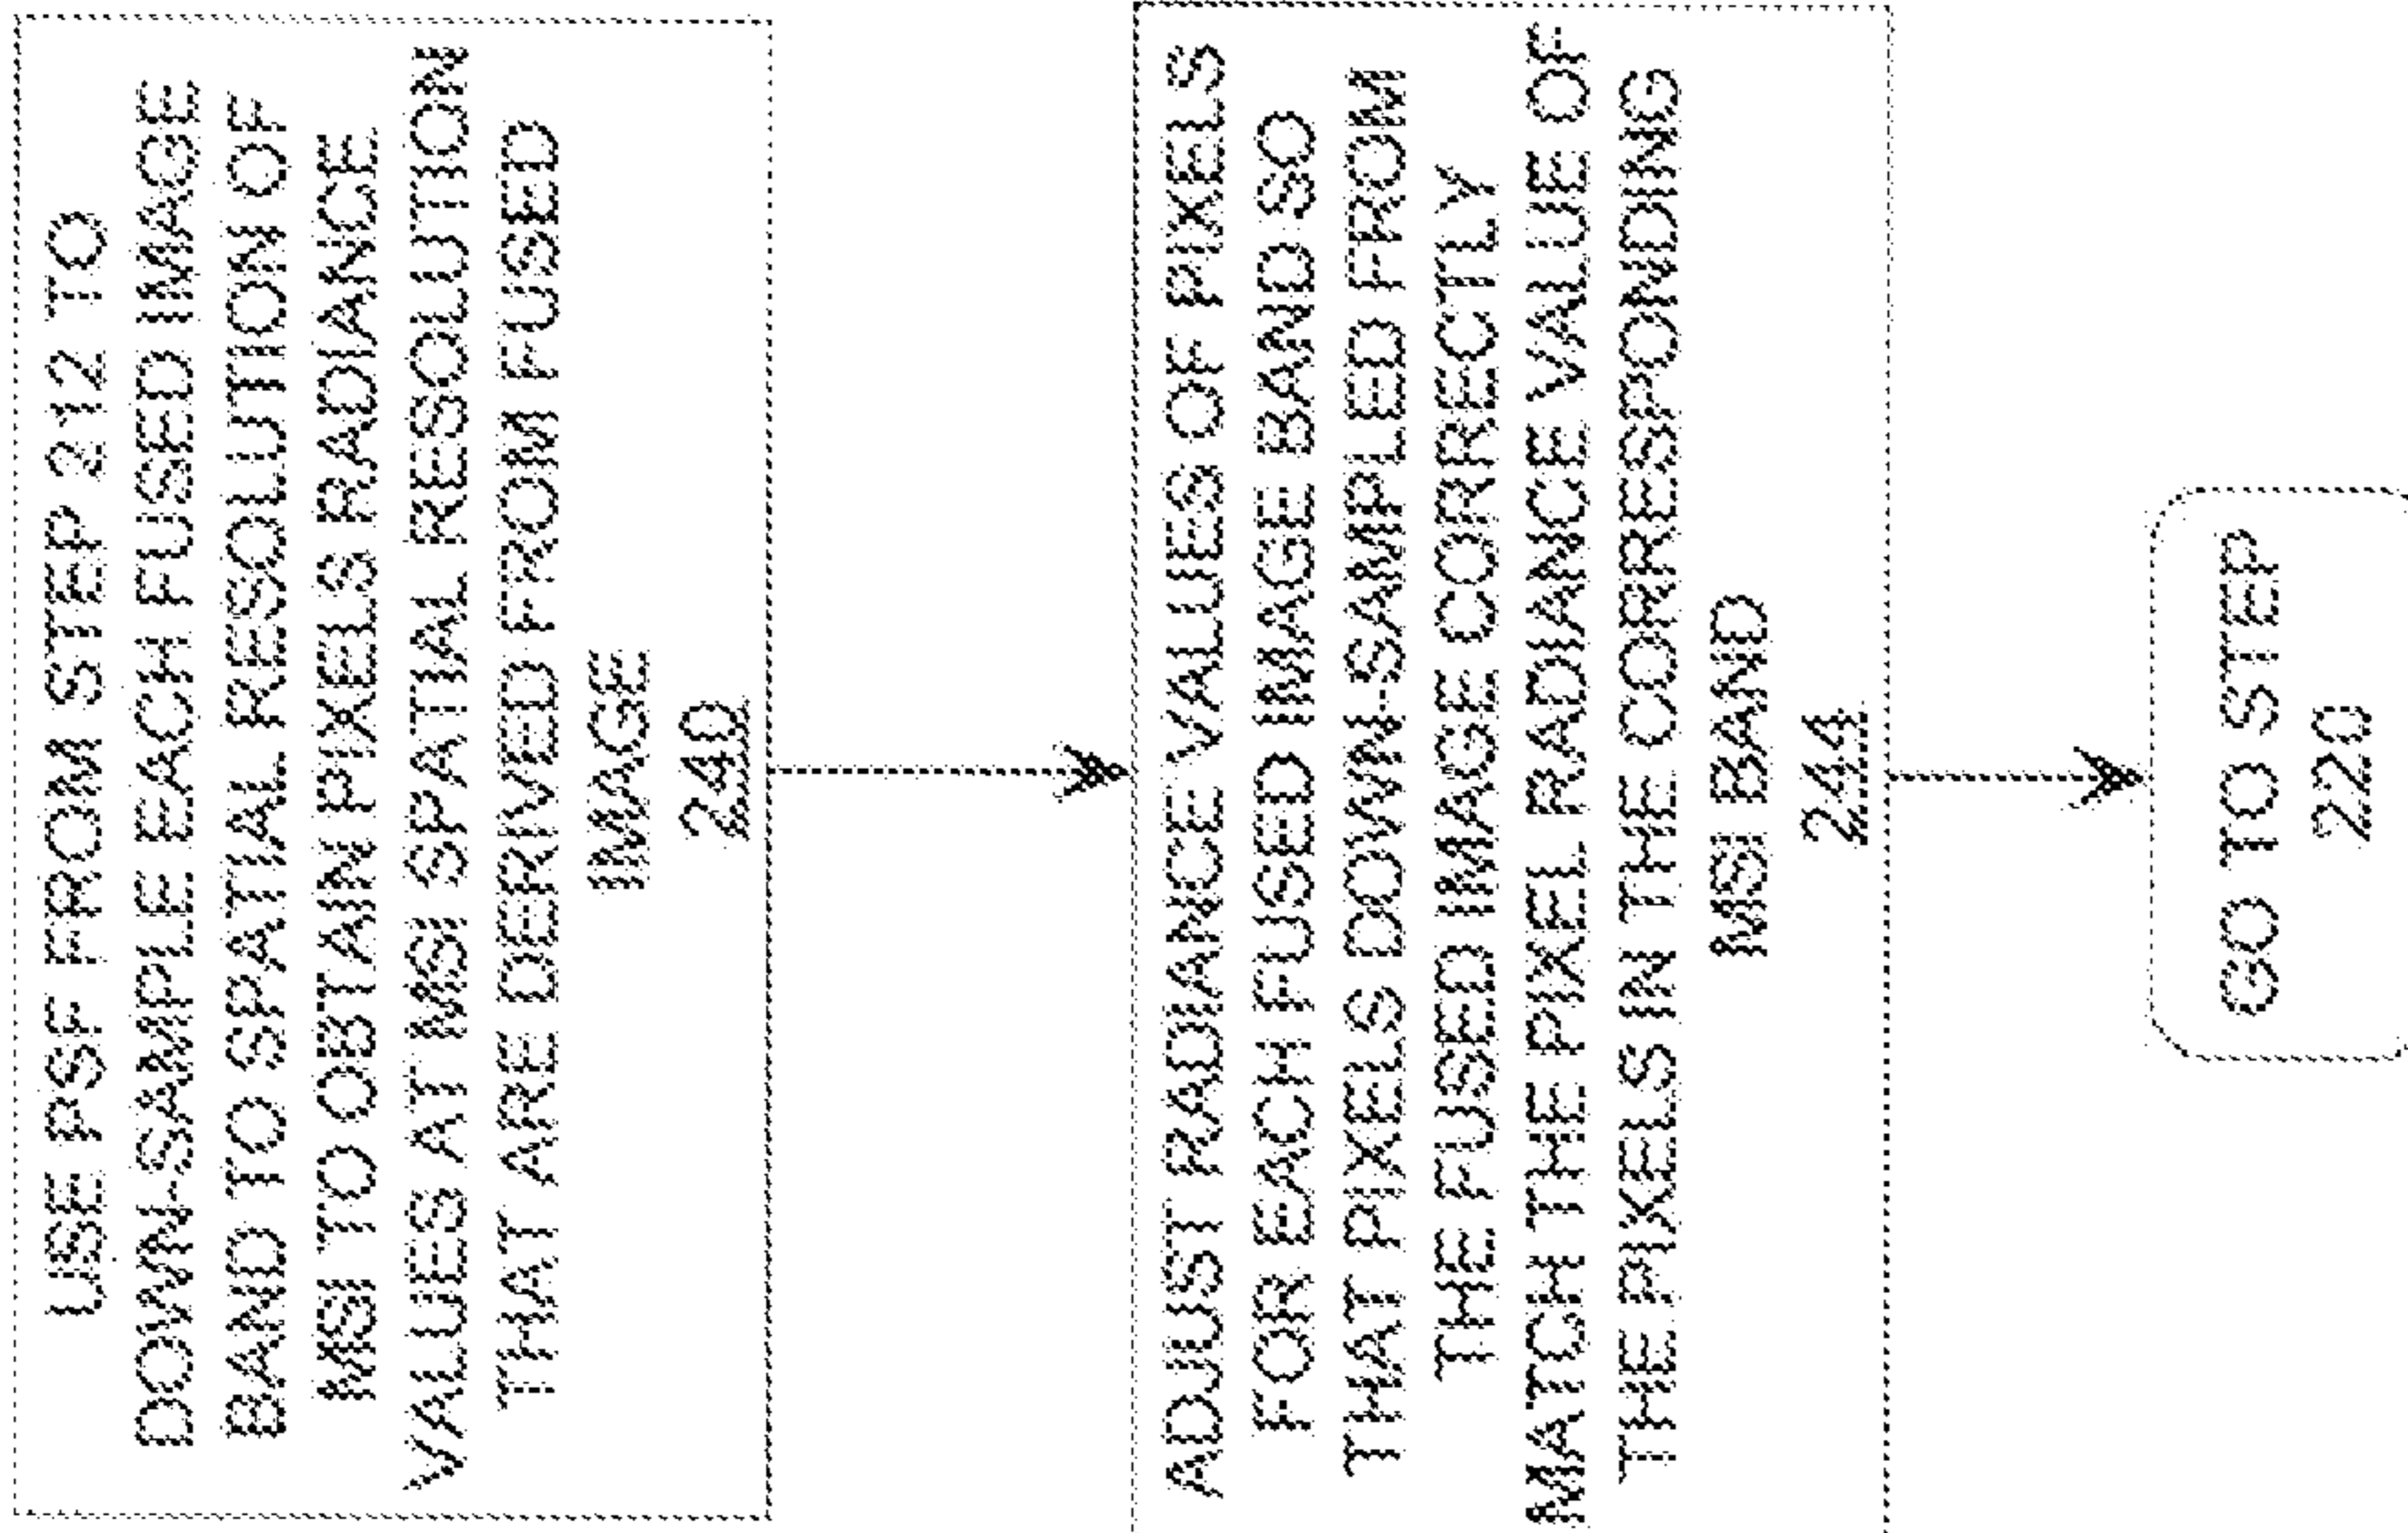 USE PSF FROM STEP 212 TO
DOWN-SAMPLE EACH FUSED IMAGE
BAND TO SPATIAL RESOLUTION OF
MSI TO OBTAIN PIXELS RADIANCE
VALUES AT MSI SPATIAL RESOLUTION
THAT ARE DERIVED FROM FUSED
IMAGE
240
ADJUST RADIANCE VALUES OF PIXELS
FOR EACH FUSED IMAGE BAND SO
THAT PIXELS DOWN-SAMPLED FROM
THE FUSED IMAGE CORRECTLY
MATCH THE PIXEL RADIANCE VALUE OF
THE PIXELS IN THE CORRESPONDING
MSI BAND
244
GO TO STEP
220